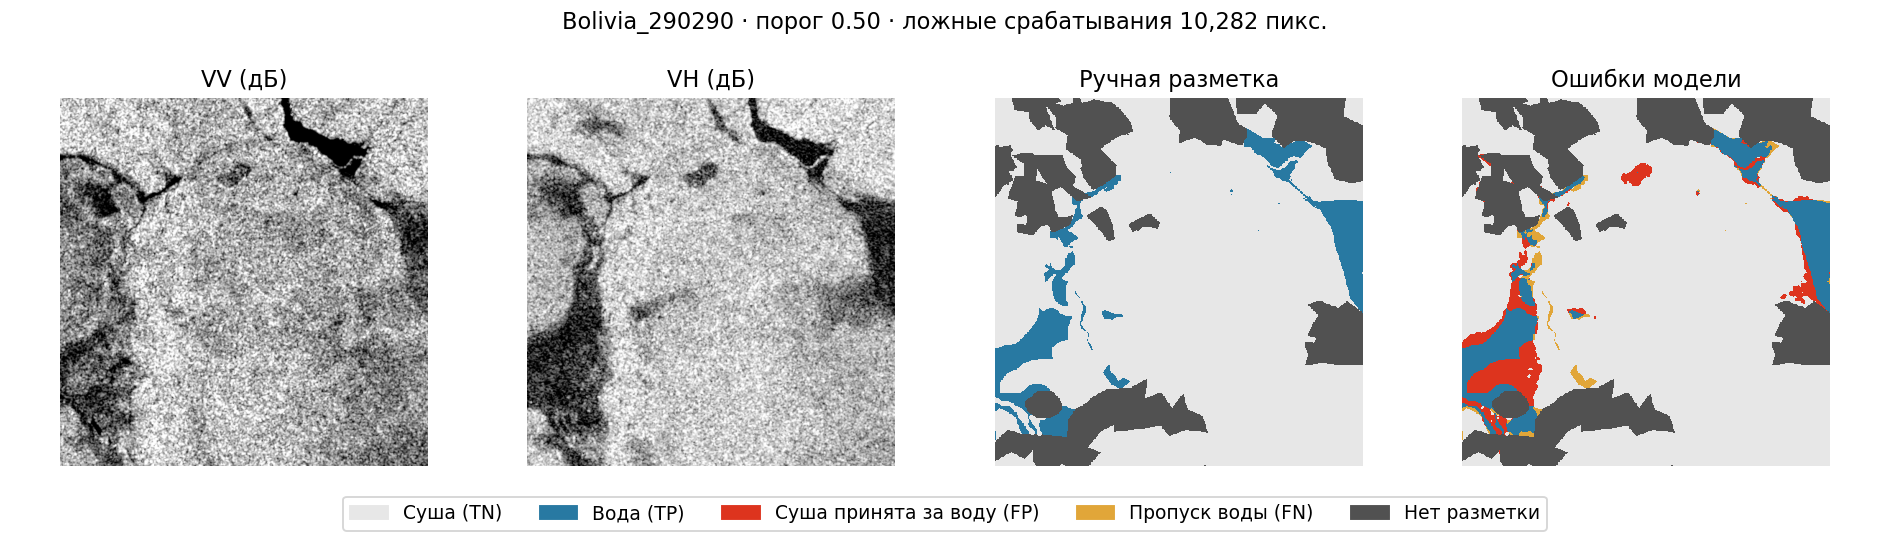 Bolivia_290290 · порог 0.50 · ложные срабатывания 10,282 пикс.
VV (дБ)
VH (дБ)
Ручная разметка
Ошибки модели
Суша (TN)
Вода (TP)
Суша принята за воду (FP)
Пропуск воды (FN)
Нет разметки